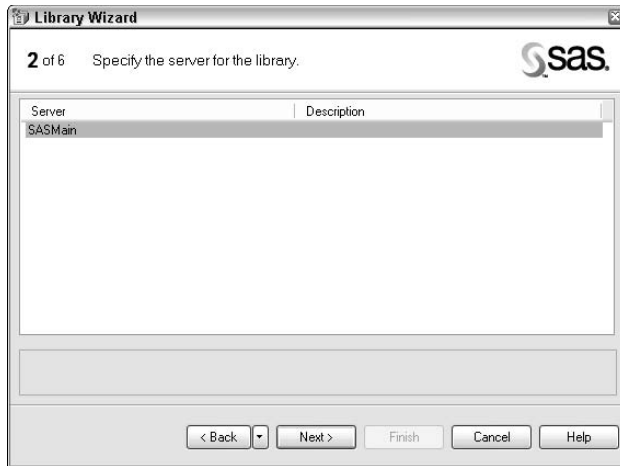 Library Wizard
2 of 6 Specify the server for the library.
sas.
Server Description
SASMain
< Back Next > Finish Cancel Help